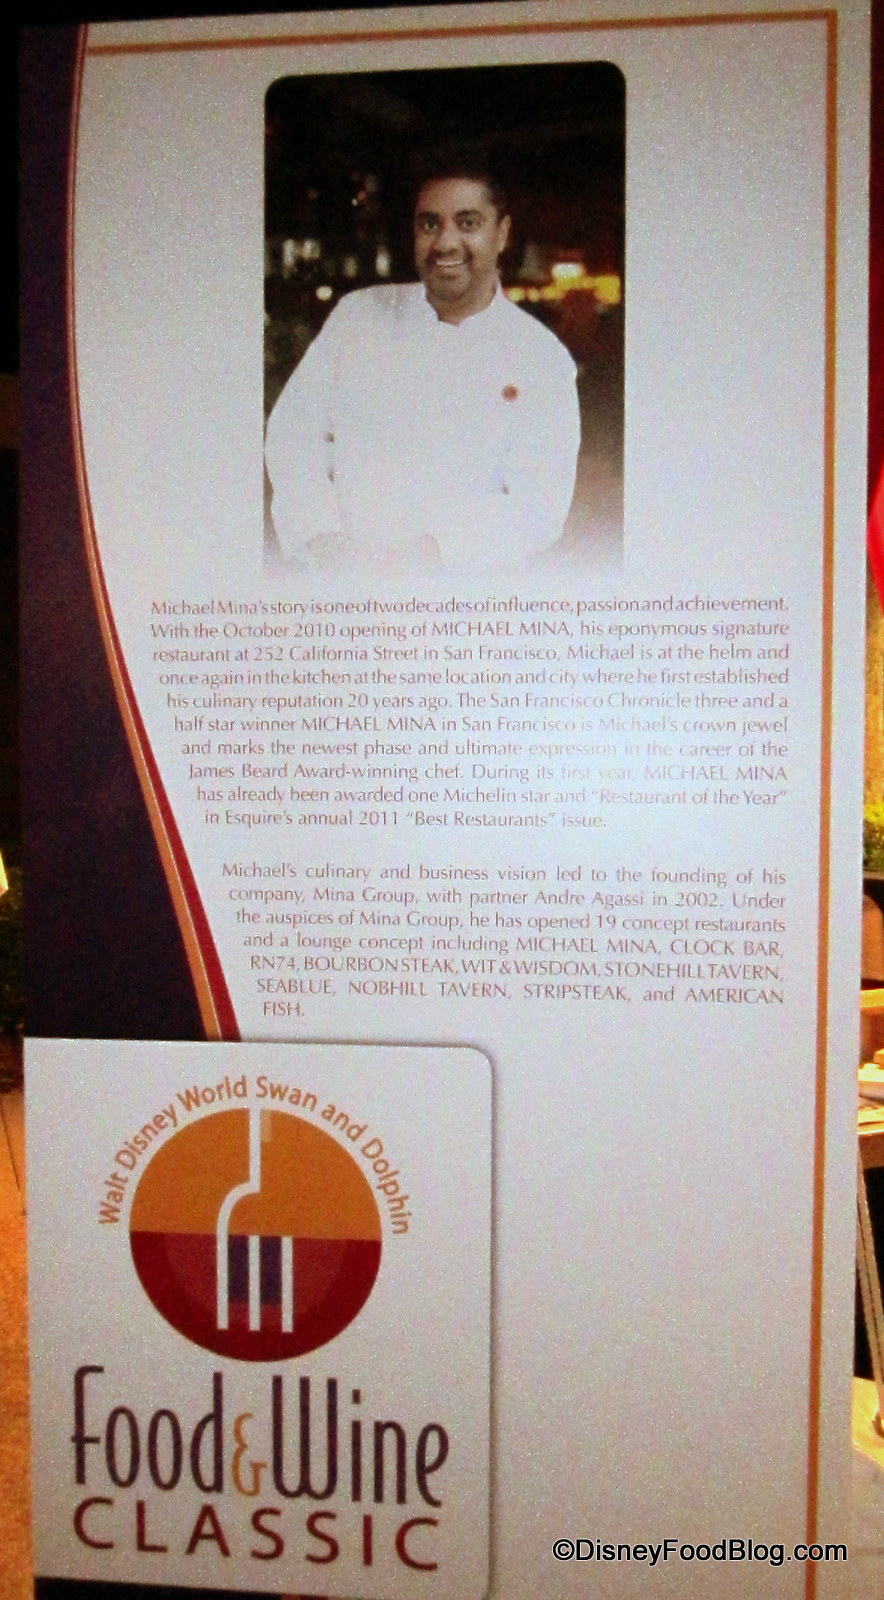 Michael Mina's story is one of two decades of influence, passion and achievement.
With the October 2010 opening of MICHAEL MINA, his eponymous signature
restaurant at 252 California Street in San Francisco, Michael is at the helm and
once again in the kitchen at the same location and city where he first established
his culinary reputation 20 years ago. The San Francisco Chronicle three and a
half star winner MICHAEL MINA in San Francisco is Michael's crown jewel
and marks the newest phase and ultimate expression in the career of the
James Beard Award-winning chef. During its first year, MICHAEL MINA
has already been awarded one Michelin star and "Restaurant of the Year"
in Esquire's annual 2011 "Best Restaurants" issue.
Michael's culinary and business vision led to the founding of his
company, Mina Group, with partner Andre Agassi in 2002. Under
the auspices of Mina Group, he has opened 19 concept restaurants
and a lounge concept including MICHAEL MINA, CLOCK BAR,
RN74, BOURBON STEAK, WIT & WISDOM, STONEHILL TAVERN,
SEABLUE, NOBHILL TAVERN, STRIPSTEAK, and AMERICAN
FISH.
Walt Disney World Swan and Dolphin
Food & Wine
CLASSIC
©DisneyFoodBlog.com